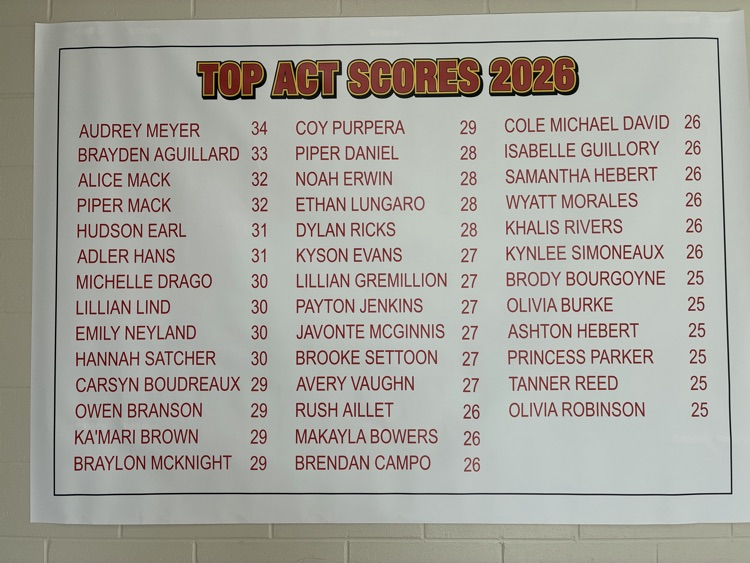 TOP ACT SCORES 2026
AUDREY MEYER 34
BRAYDEN AGUILLARD 33
ALICE MACK 32
PIPER MACK 32
HUDSON EARL 31
ADLER HANS 31
MICHELLE DRAGO 30
LILLIAN LIND 30
EMILY NEYLAND 30
HANNAH SATCHER 30
CARSYN BOUDREAUX 29
OWEN BRANSON 29
KA'MARI BROWN 29
BRAYLON MCKNIGHT 29
COY PURPERA 29
PIPER DANIEL 28
NOAH ERWIN 28
ETHAN LUNGARO 28
DYLAN RICKS 28
KYSON EVANS 27
LILLIAN GREMILLION 27
PAYTON JENKINS 27
JAVONTE MCGINNIS 27
BROOKE SETTOON 27
AVERY VAUGHN 27
RUSH AILLET 26
MAKAYLA BOWERS 26
BRENDAN CAMPO 26
COLE MICHAEL DAVID 26
ISABELLE GUILLORY 26
SAMANTHA HEBERT 26
WYATT MORALES 26
KHALIS RIVERS 26
KYNLEE SIMONEAUX 26
BRODY BOURGOYNE 25
OLIVIA BURKE 25
ASHTON HEBERT 25
PRINCESS PARKER 25
TANNER REED 25
OLIVIA ROBINSON 25